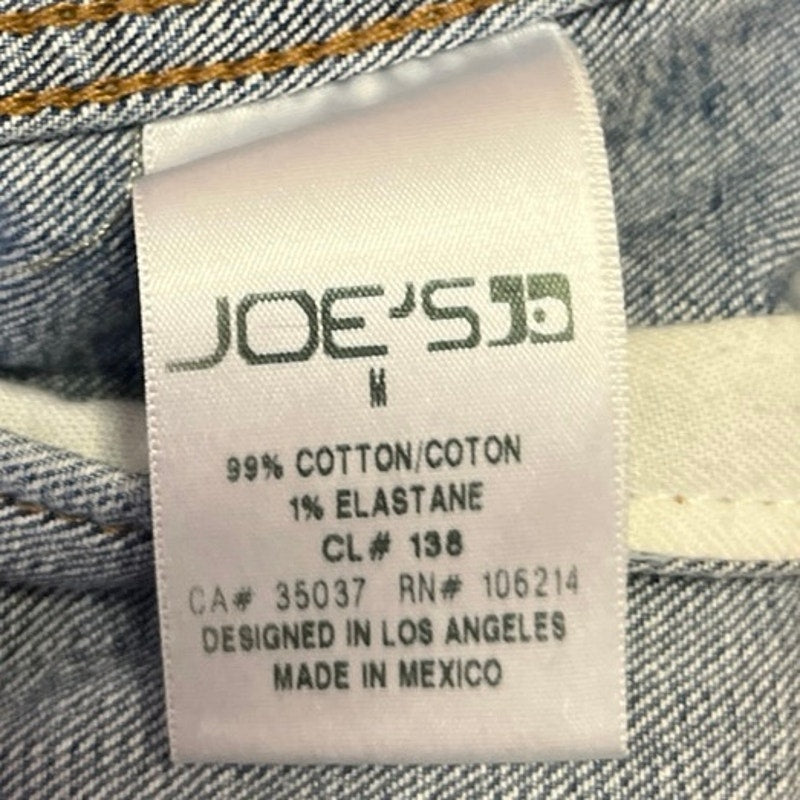 JOE'S JD
M
99% COTTON/COTON
1% ELASTANE
CL# 138
CA# 35037 RN# 106214
DESIGNED IN LOS ANGELES
MADE IN MEXICO